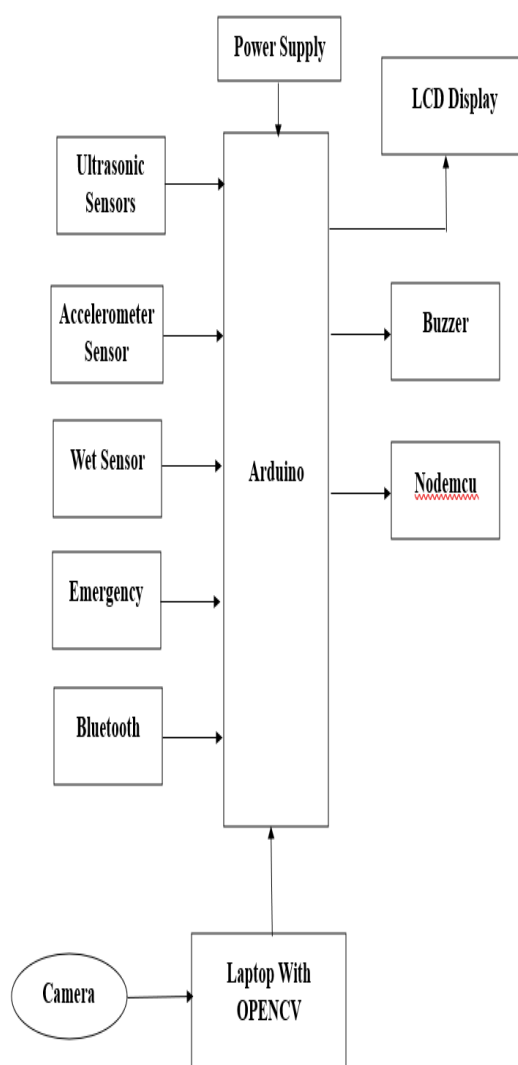 Power Supply
LCD Display
Ultrasonic
Sensors
Accelerometer
Sensor
Buzzer
Wet Sensor
Arduino
Nodemcu
Emergency
Bluetooth
Laptop With
OPENCV
Camera